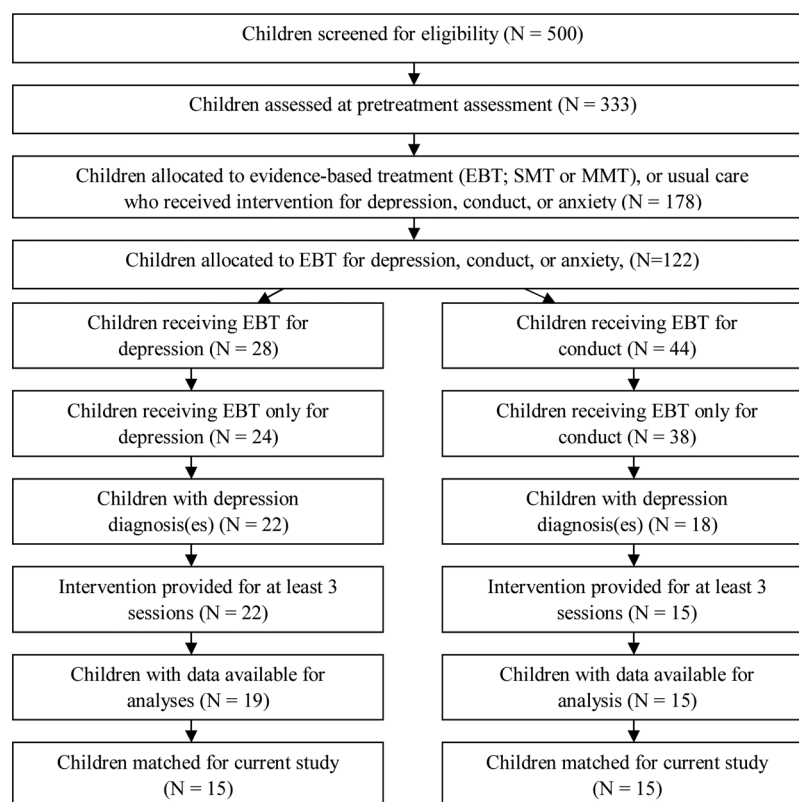 Children screened for eligibility (N = 500)
Children assessed at pretreatment assessment (N = 333)
Children allocated to evidence-based treatment (EBT; SMT or MMT), or usual care
who received intervention for depression, conduct, or anxiety (N = 178)
Children allocated to EBT for depression, conduct, or anxiety, (N=122)
Children receiving EBT for
depression (N = 28)
Children receiving EBT for
conduct (N = 44)
Children receiving EBT only for
depression (N = 24)
Children receiving EBT only for
conduct (N = 38)
Children with depression
diagnosis(es) (N = 22)
Children with depression
diagnosis(es) (N = 18)
Intervention provided for at least 3
sessions (N = 22)
Intervention provided for at least 3
sessions (N = 15)
Children with data available for
analyses (N = 19)
Children with data available for
analysis (N = 15)
Children matched for current study
(N = 15)
Children matched for current study
(N = 15)